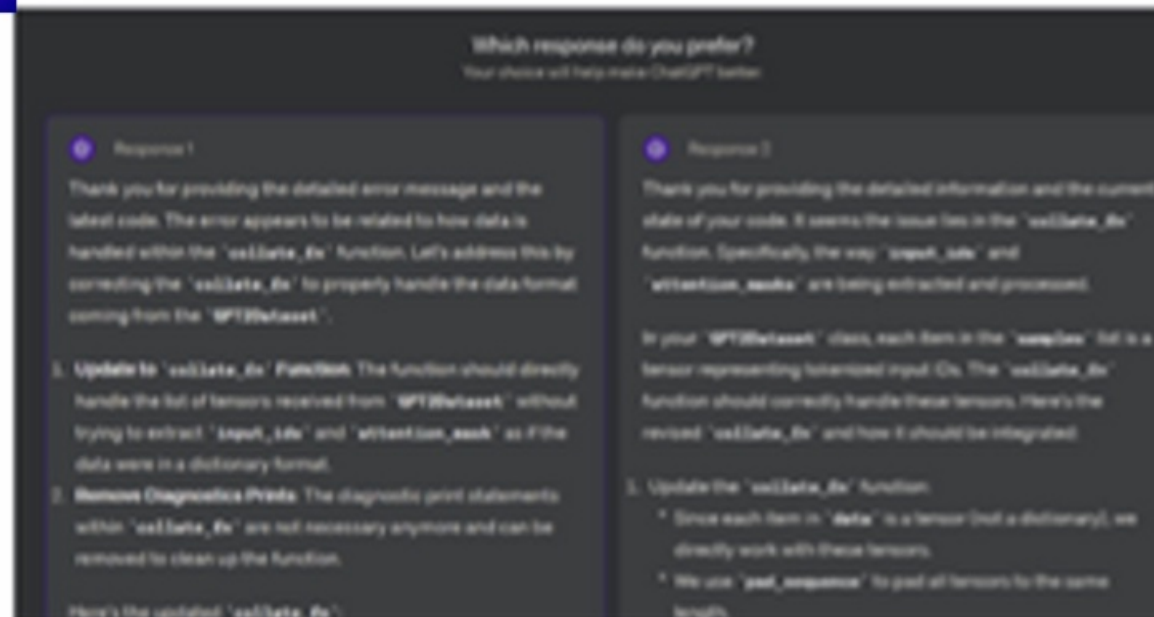 Which response do you prefer?
Your choice will help make ChatGPT better.
Response 1
Thank you for providing the detailed error message and the
latest code. The error appears to be related to how data is
handled within the `collate_fn` function. Let's address this by
correcting the `collate_fn` to properly handle the data format
coming from the `GPT2Dataset`.
1. Update to `collate_fn` Function: The function should directly
handle the list of tensors received from `GPT2Dataset` without
trying to extract `input_ids` and `attention_mask` as if the
data were in a dictionary format.
2. Remove Diagnostics Prints: The diagnostic print statements
within `collate_fn` are not necessary anymore and can be
removed to clean up the function.
Here's the updated `collate_fn`:
Response 2
Thank you for providing the detailed information and the current
state of your code. It seems the issue lies in the `collate_fn`
function. Specifically, the way `input_ids` and
`attention_masks` are being extracted and processed.
In your `GPT2Dataset` class, each item in the `samples` list is a
tensor representing tokenized input IDs. The `collate_fn`
function should correctly handle these tensors. Here's the
revised `collate_fn` and how it should be integrated:
1. Update the `collate_fn` function:
• Since each item in `data` is a tensor (not a dictionary), we
directly work with these tensors.
• We use `pad_sequence` to pad all tensors to the same
length.